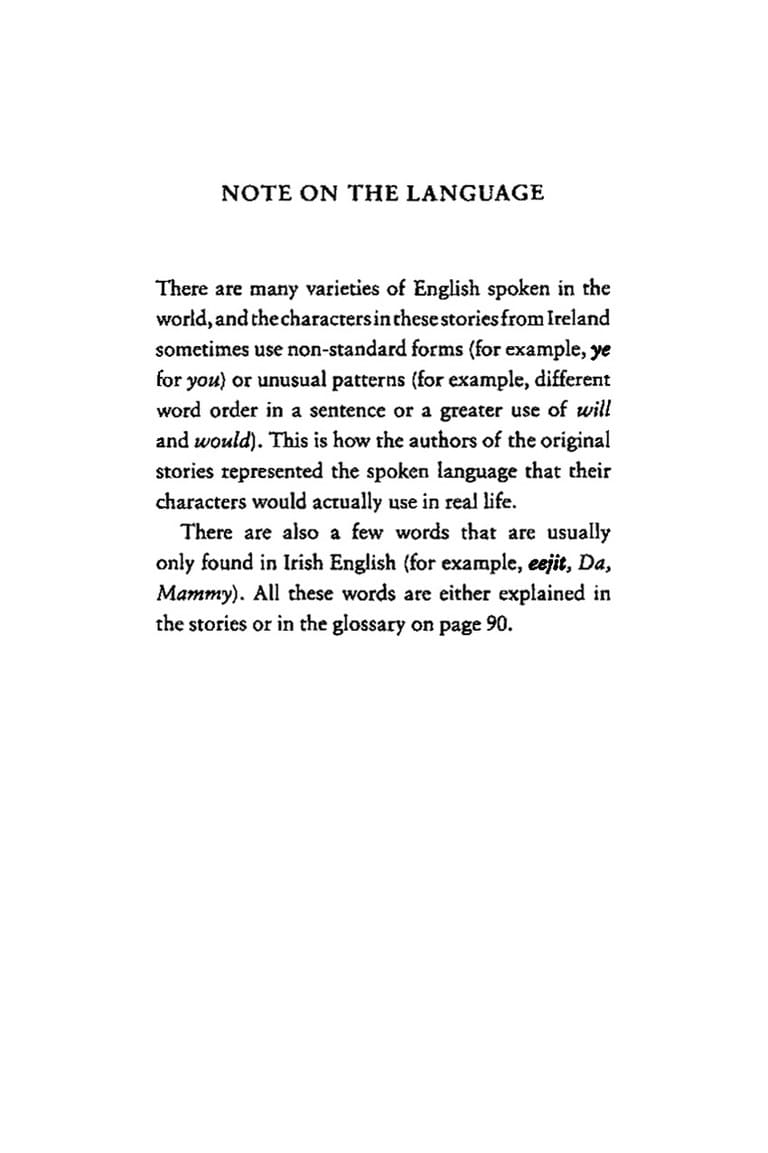 NOTE ON THE LANGUAGE
There are many varieties of English spoken in the
world, and the characters in these stories from Ireland
sometimes use non-standard forms (for example, ye
for you) or unusual patterns (for example, different
word order in a sentence or a greater use of will
and would). This is how the authors of the original
stories represented the spoken language that their
characters would actually use in real life.
There are also a few words that are usually
only found in Irish English (for example, eejit, Da,
Mammy). All these words are either explained in
the stories or in the glossary on page 90.